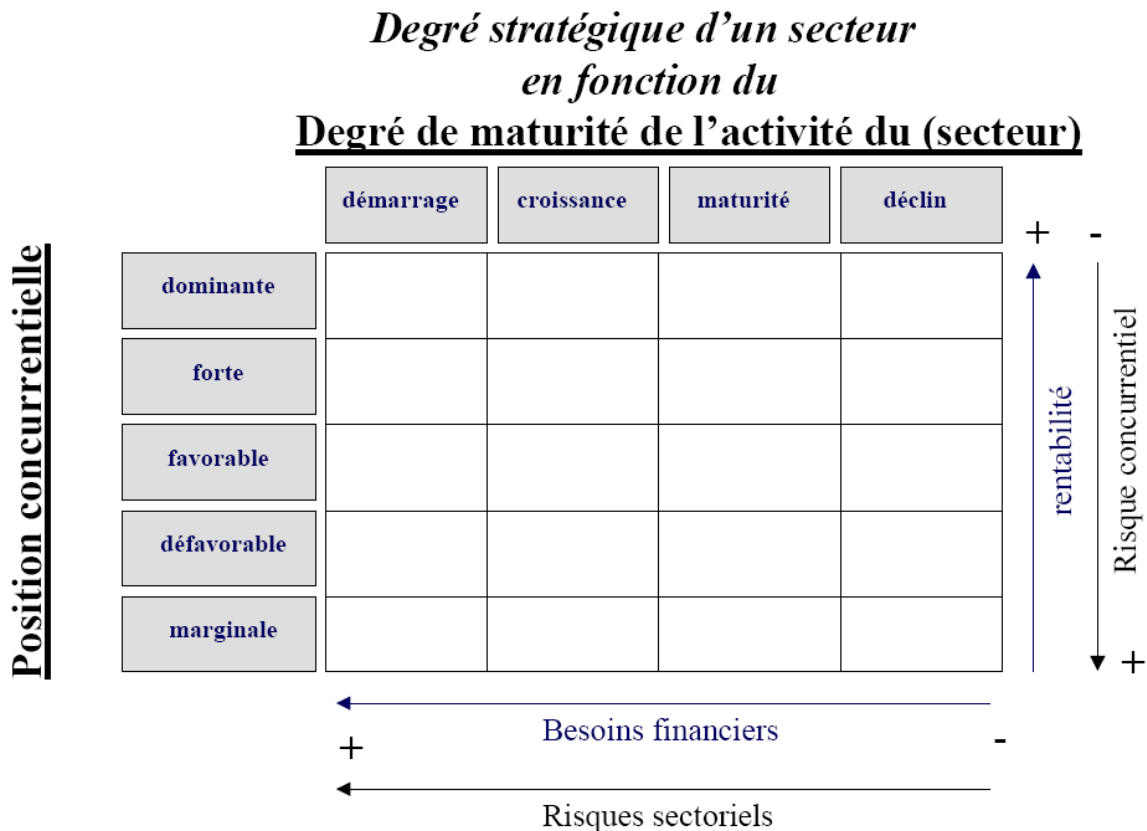 Degré stratégique d’un secteur
en fonction du
Degré de maturité de l’activité du (secteur)
démarrage
croissance
maturité
déclin
+
-
Position concurrentielle
dominante
forte
favorable
défavorable
marginale
rentabilité
Risque concurrentiel
+
Besoins financiers
+
-
Risques sectoriels